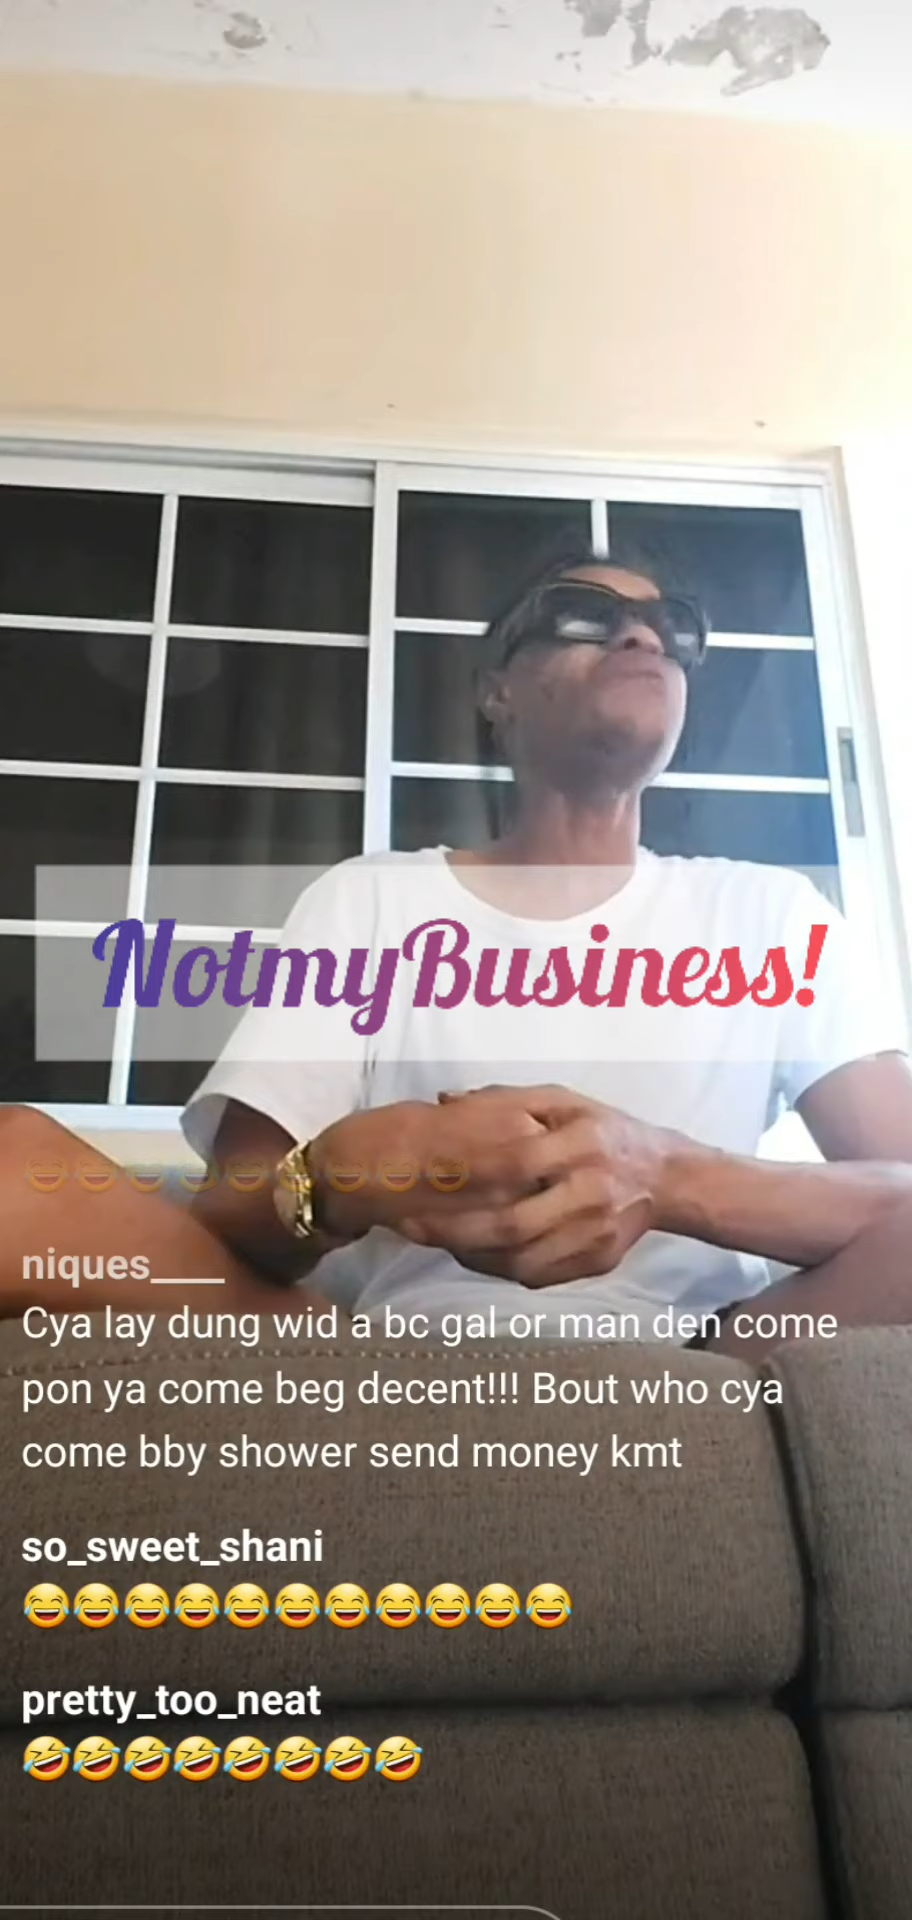 NotmyBusiness!
😂😂😂😂😂😂😂😂😂
niques____
Cya lay dung wid a bc gal or man den come
pon ya come beg decent!!! Bout who cya
come bby shower send money kmt
so_sweet_shani
😂😂😂😂😂😂😂😂😂😂😂
pretty_too_neat
🤣🤣🤣🤣🤣🤣🤣🤣